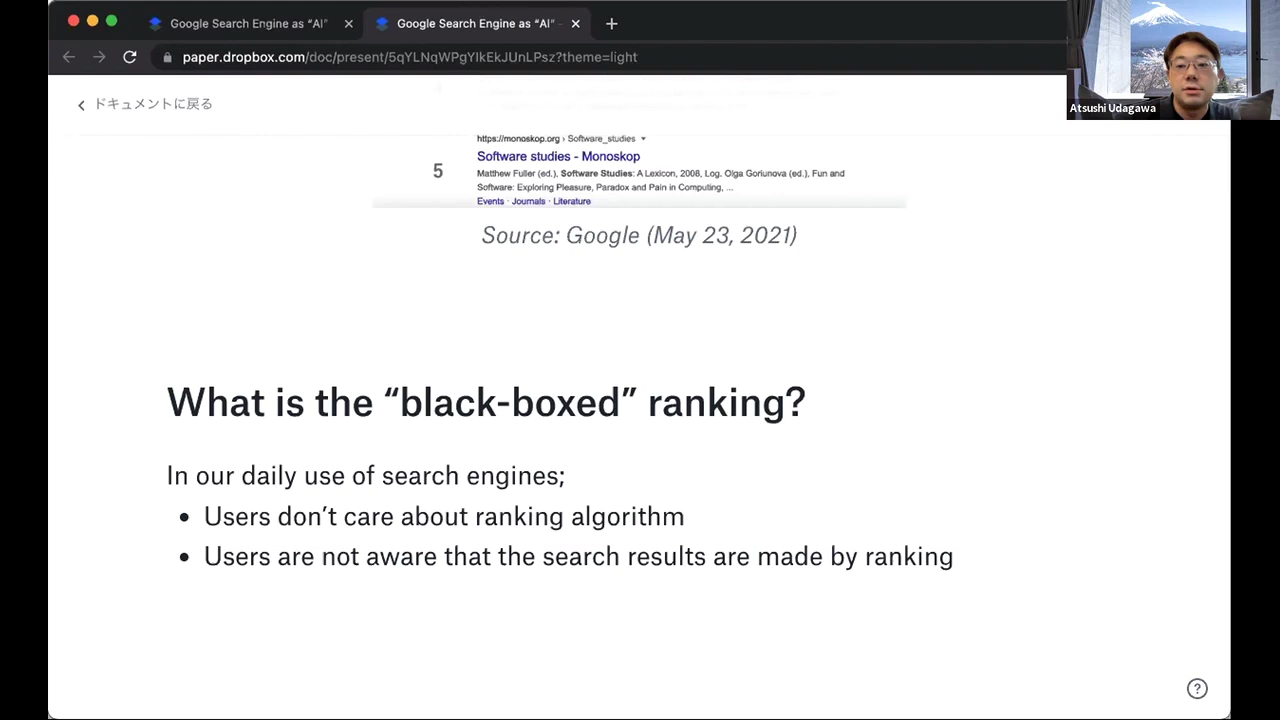 Google Search Engine as “AI”
Google Search Engine as “AI” -
paper.dropbox.com/doc/present/5qYLNqWPgYlkEkJUnLPsz?theme=light
Atsushi Udagawa
ドキュメントに戻る
https://monoskop.org › Software_studies
5
Software studies - Monoskop
Matthew Fuller (ed.), Software Studies: A Lexicon, 2008, Log. Olga Goriunova (ed.), Fun and
Software: Exploring Pleasure, Paradox and Pain in Computing, ...
Events · Journals · Literature
Source: Google (May 23, 2021)
What is the “black-boxed” ranking?
In our daily use of search engines;
• Users don’t care about ranking algorithm
• Users are not aware that the search results are made by ranking
?